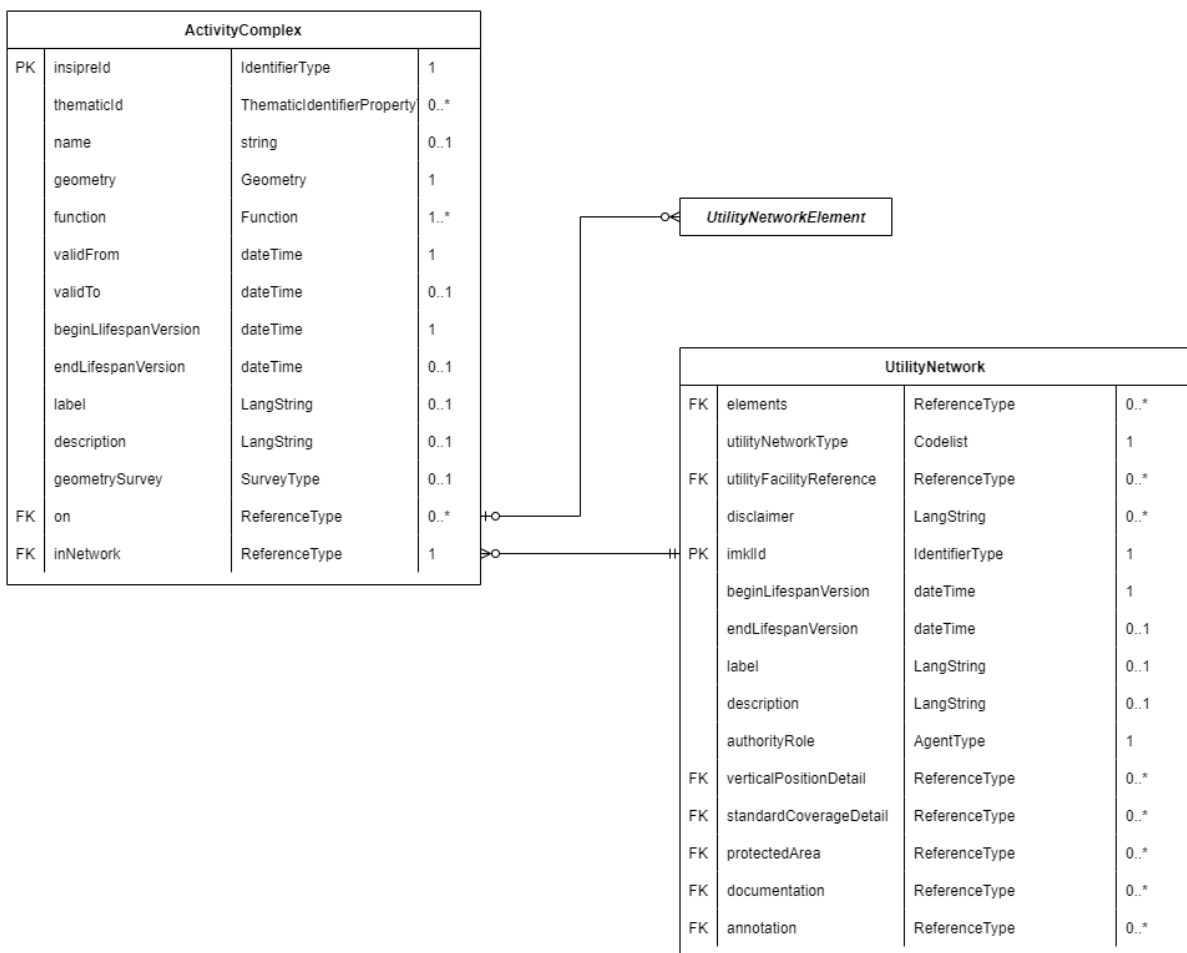 ActivityComplex
PK insipreId IdentifierType 1
thematicId ThematicIdentifierProperty 0..*
name string 0..1
geometry Geometry 1
function Function 1..*
validFrom dateTime 1
validTo dateTime 0..1
beginLlifespanVersion dateTime 1
endLifespanVersion dateTime 0..1
label LangString 0..1
description LangString 0..1
geometrySurvey SurveyType 0..1
FK on ReferenceType 0..*
FK inNetwork ReferenceType 1
UtilityNetworkElement
UtilityNetwork
FK elements ReferenceType 0..*
utilityNetworkType Codelist 1
FK utilityFacilityReference ReferenceType 0..*
disclaimer LangString 0..*
PK imklId IdentifierType 1
beginLifespanVersion dateTime 1
endLifespanVersion dateTime 0..1
label LangString 0..1
description LangString 0..1
authorityRole AgentType 1
FK verticalPositionDetail ReferenceType 0..*
FK standardCoverageDetail ReferenceType 0..*
FK protectedArea ReferenceType 0..*
FK documentation ReferenceType 0..*
FK annotation ReferenceType 0..*